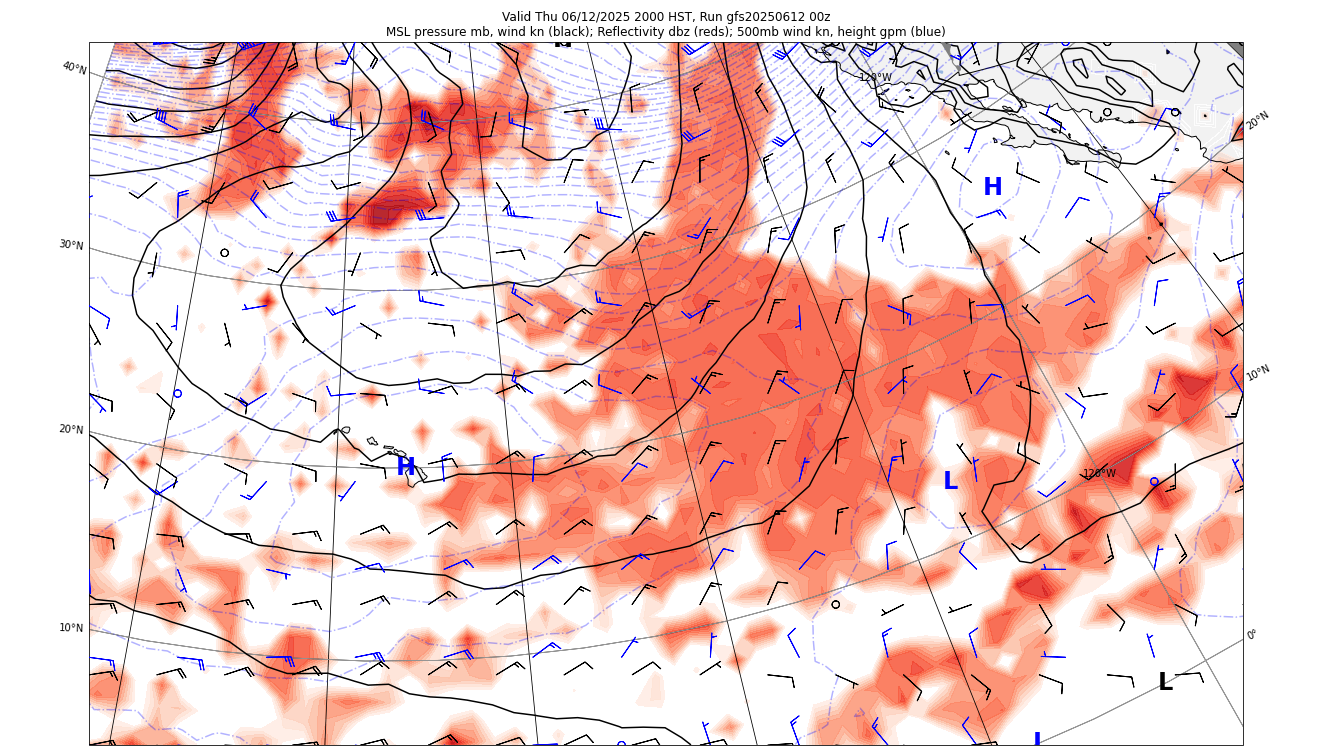 Valid Thu 06/12/2025 2000 HST, Run gfs20250612 00z
MSL pressure mb, wind kn (black); Reflectivity dbz (reds); 500mb wind kn, height gpm (blue)
40°N
120°W
20°N
H
30°N
10°N
20°N
H
120°W
L
10°N
0°
L